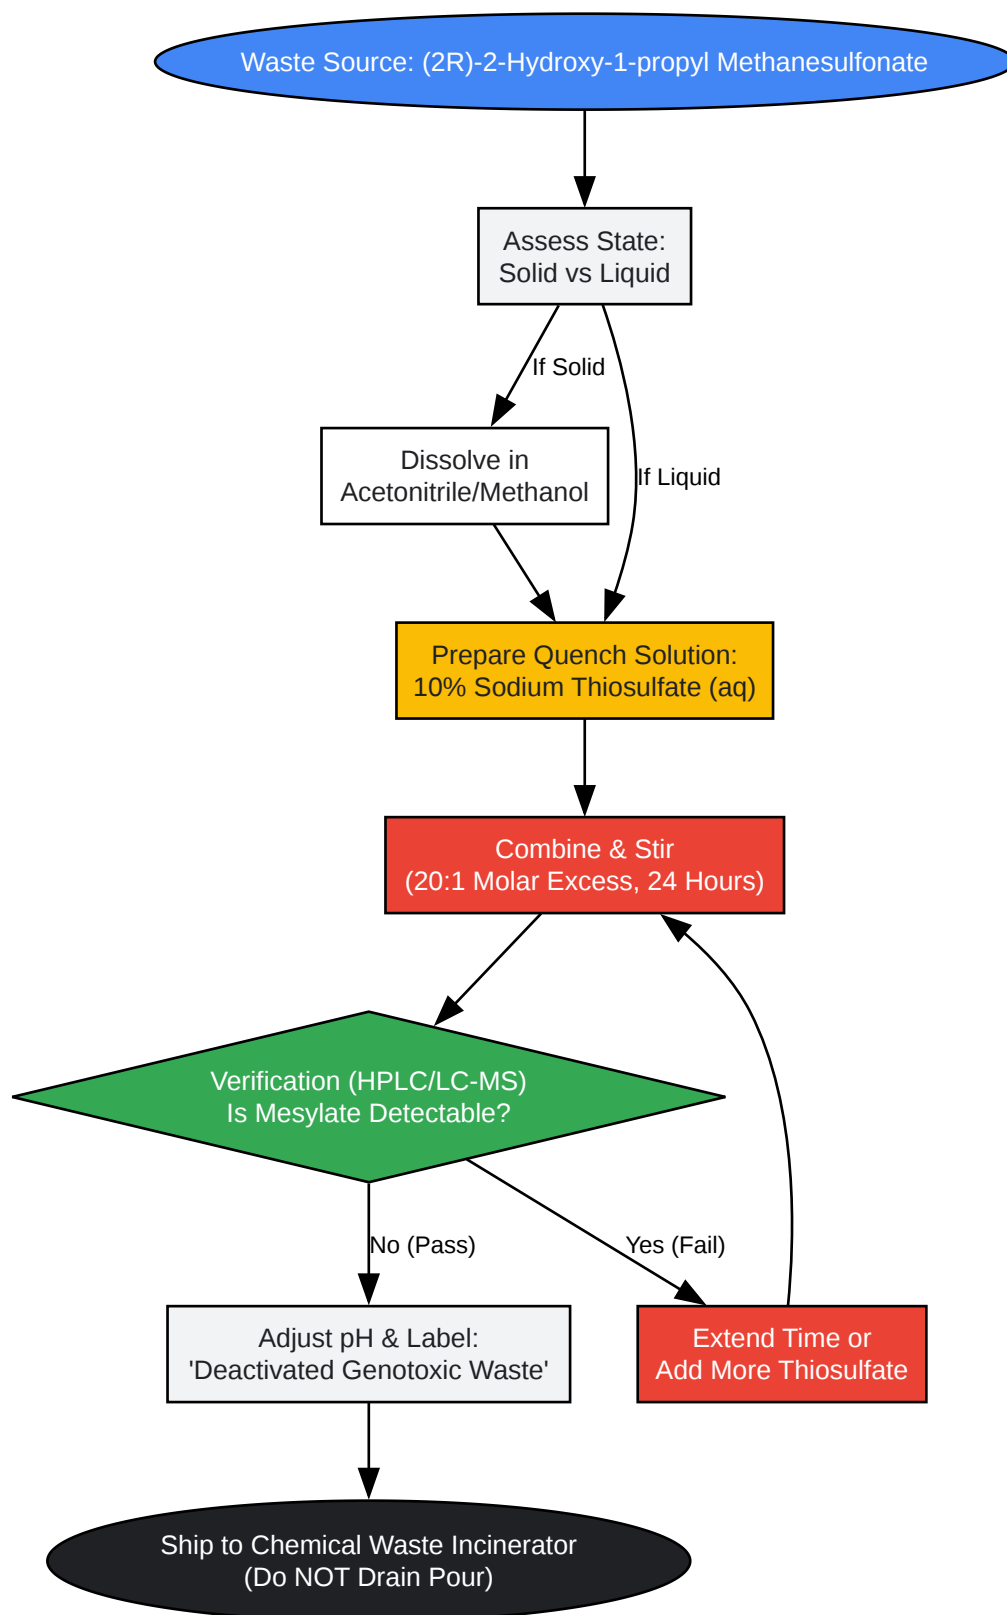 Waste Source: (2R)-2-Hydroxy-1-propyl Methanesulfonate
Assess State:
Solid vs Liquid
If Solid
Dissolve in
Acetonitrile/Methanol
If Liquid
Prepare Quench Solution:
10% Sodium Thiosulfate (aq)
Combine & Stir
(20:1 Molar Excess, 24 Hours)
Verification (HPLC/LC-MS)
Is Mesylate Detectable?
No (Pass)
Yes (Fail)
Adjust pH & Label:
'Deactivated Genotoxic Waste'
Extend Time or
Add More Thiosulfate
Ship to Chemical Waste Incinerator
(Do NOT Drain Pour)